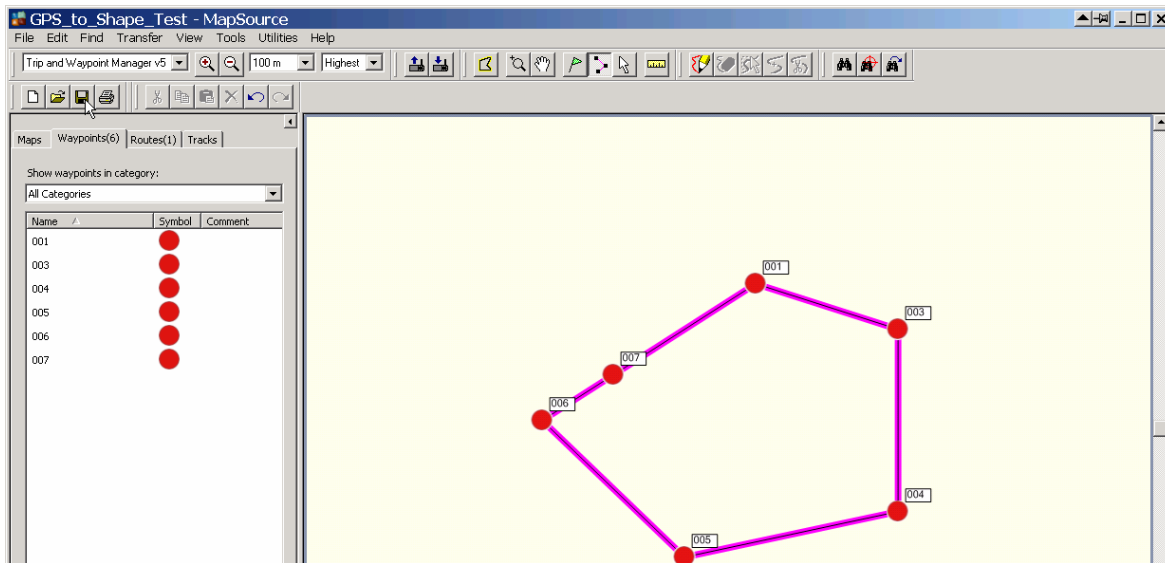 GPS_to_Shape_Test - MapSource
File Edit Find Transfer View Tools Utilities Help
Trip and Waypoint Manager v5 100 m Highest
Maps Waypoints(6) Routes(1) Tracks
Show waypoints in category:
All Categories
Name Symbol Comment
001
003
004
005
006
007
001
003
007
006
004
005